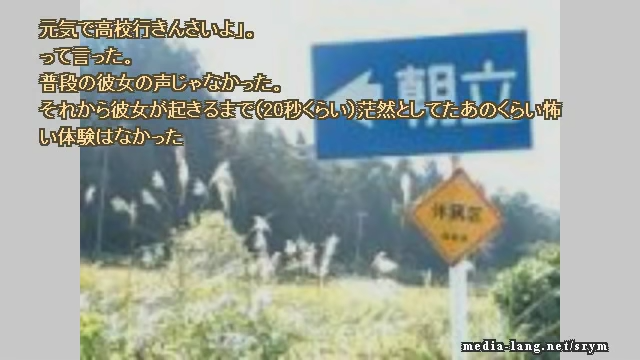 元気で高校行きんさいよ」。
って言った。
普段の彼女の声じゃなかった。
それから彼女が起きるまで（20秒くらい）茫然としてたあのくらい怖
い体験はなかった
朝立
休猟区
media-lang.net/srym